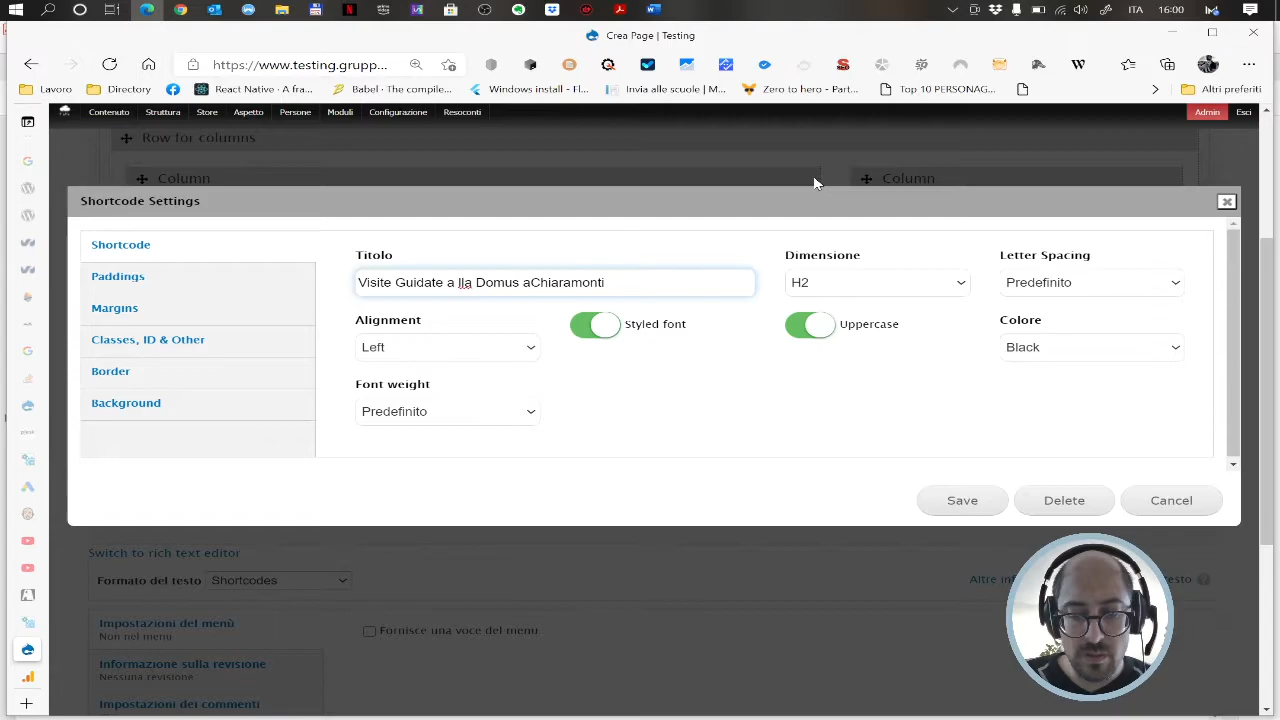 ITA 16:00
Crea Page | Testing
https://www.testing.grupp...
Lavoro Directory React Native · A fra... Babel · The compile... Windows install - Fl... Invia alle scuole | M... Zero to hero - Part... Top 10 PERSONAG... Altri preferiti
Contenuto Struttura Store Aspetto Persone Moduli Configurazione Resoconti Admin Esci
Row for columns
Column Column
Shortcode Settings
Shortcode
Paddings
Margins
Classes, ID & Other
Border
Background
Titolo Dimensione Letter Spacing
Visite Guidate a lla Domus aChiaramonti H2 Predefinito
Alignment Styled font Uppercase Colore
Left Black
Font weight
Predefinito
Save Delete Cancel
Switch to rich text editor
Formato del testo Shortcodes
Impostazioni del menù
Non nel menù
Fornisce una voce del menu
Informazione sulla revisione
Nessuna revisione
Impostazioni dei commenti